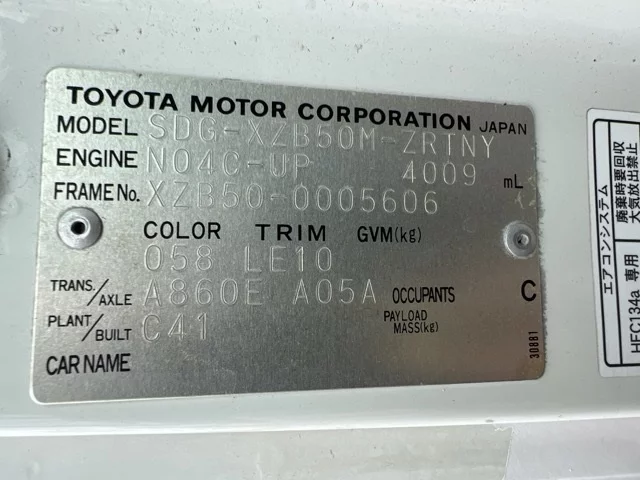 TOYOTA MOTOR CORPORATION JAPAN
MODEL SDG-XZB50M-ZRTNY
ENGINE N04C-UP 4009 mL
FRAME No. XZB50-0005606
COLOR TRIM GVM(kg)
058 LE10
TRANS./AXLE A860E A05A OCCUPANTS C
PLANT/BUILT C41 PAYLOAD MASS(kg)
CAR NAME
30881
エアコンシステム
廃棄時要回収
大気放出禁止
HFC134a 専用